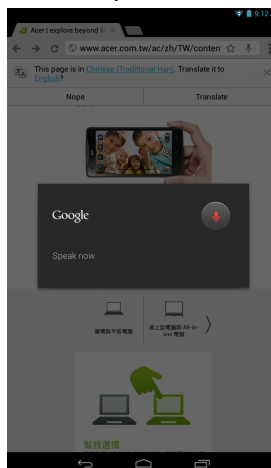 9:12
Acer | explore beyond li
www.acer.com.tw/ac/zh/TW/conten
This page is in Chinese (Traditional Han). Translate it to
English?
Nope
Translate
Google
Speak now
筆電與平板電腦
桌上型電腦與 All-in-
one 電腦
幫我選擇